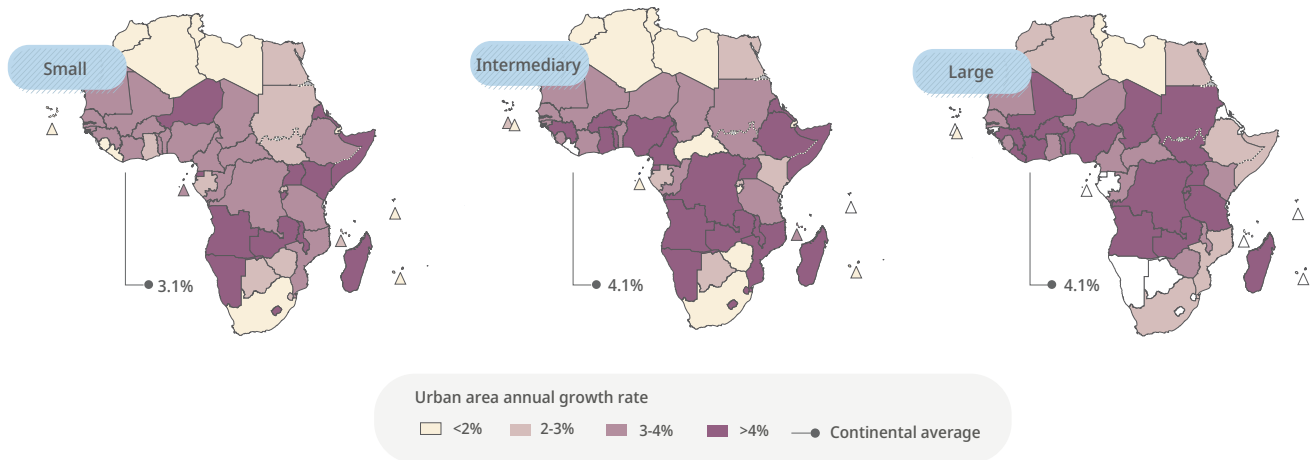 Small
Intermediary
Large
3.1%
4.1%
4.1%
Urban area annual growth rate
<2%
2-3%
3-4%
>4%
Continental average